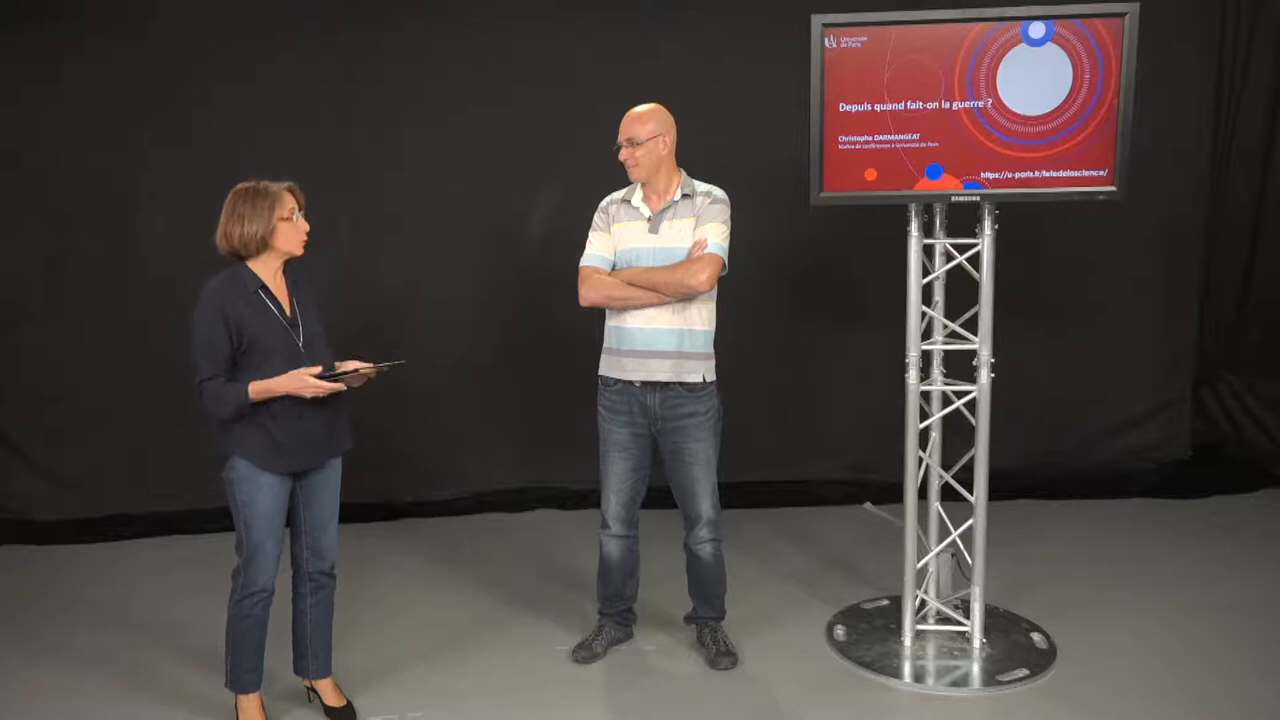 Université
de Paris
Depuis quand fait-on la guerre ?
Christophe DARMANGEAT
Maître de conférences à Université de Paris
https://u-paris.fr/teledelascience/
SAMSUNG